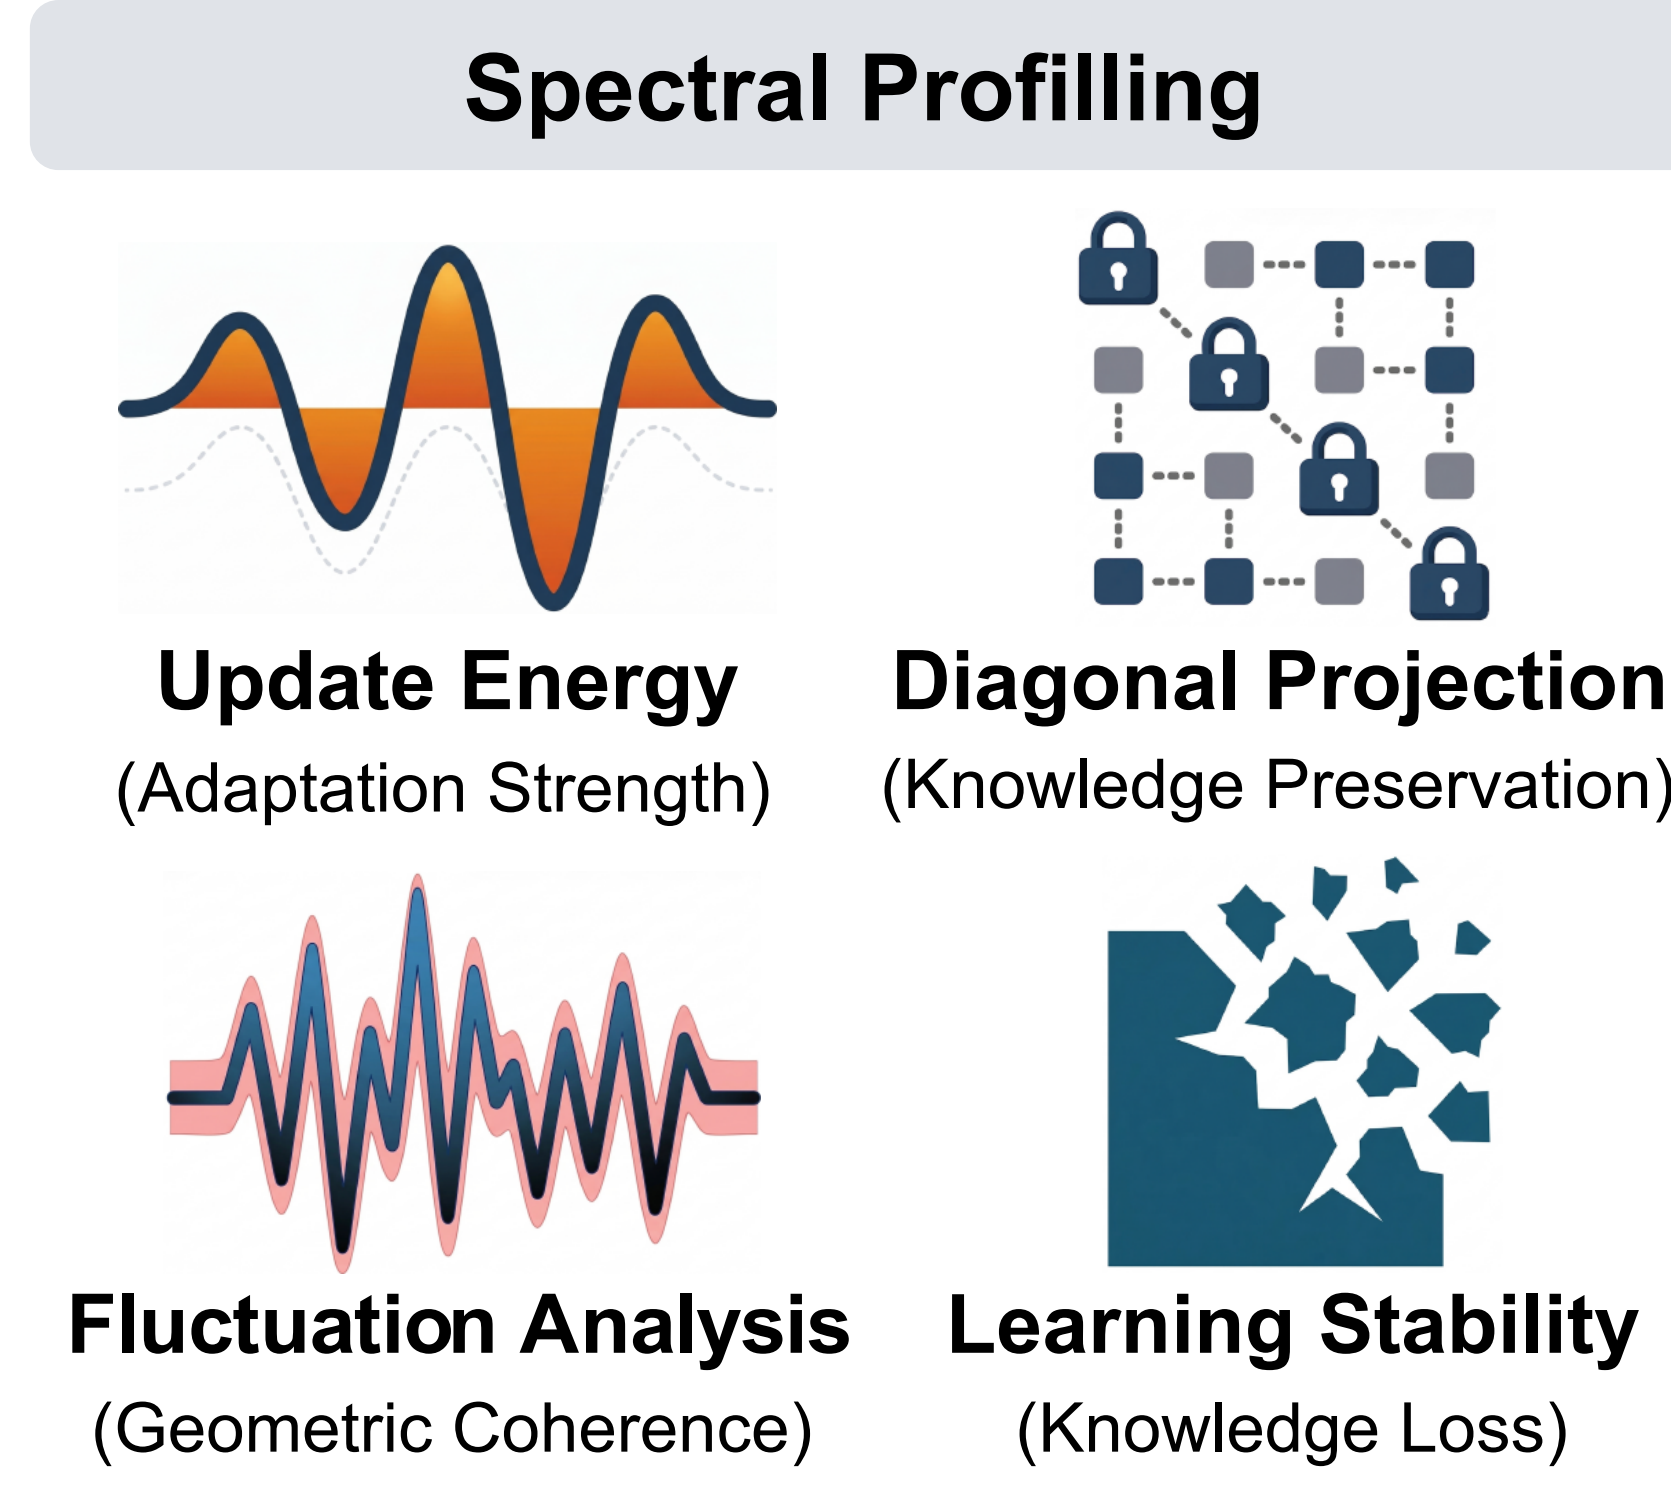 Spectral Profilling
Update Energy
(Adaptation Strength)
Diagonal Projection
(Knowledge Preservation)
Fluctuation Analysis
(Geometric Coherence)
Learning Stability
(Knowledge Loss)